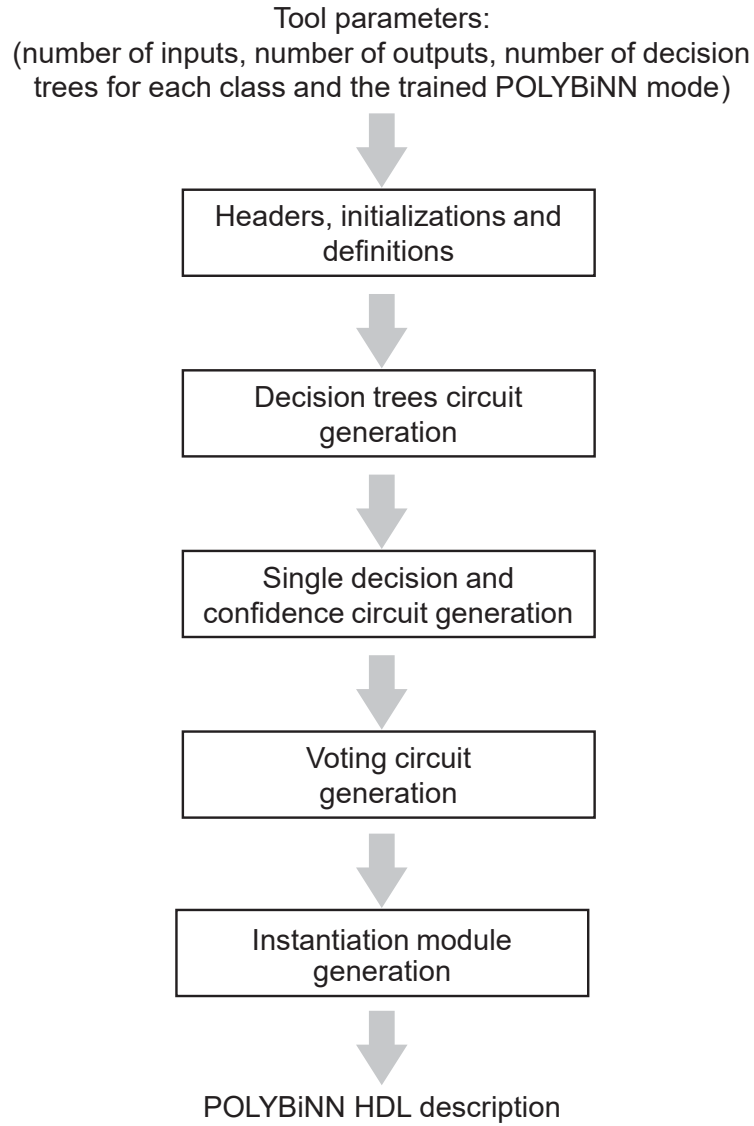 Tool parameters:
(number of inputs, number of outputs, number of decision
trees for each class and the trained POLYBiNN mode)
Headers, initializations and
definitions
Decision trees circuit
generation
Single decision and
confidence circuit generation
Voting circuit
generation
Instantiation module
generation
POLYBiNN HDL description